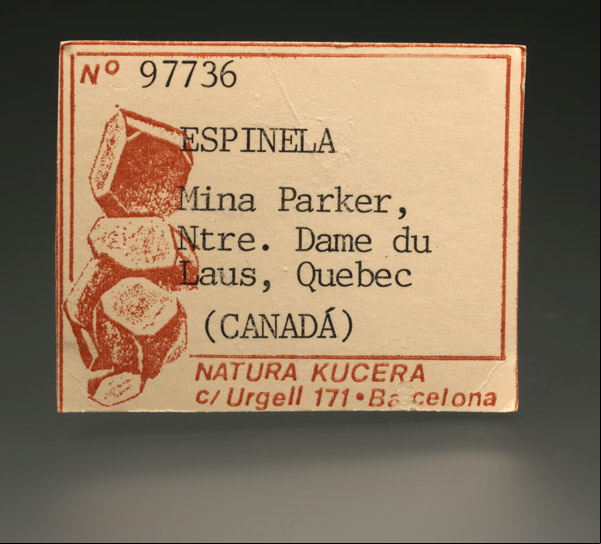 Nº 97736
ESPINELA
Mina Parker,
Ntre. Dame du
Laus, Quebec
(CANADÁ)
NATURA KUCERA
c/ Urgell 171 • Barcelona